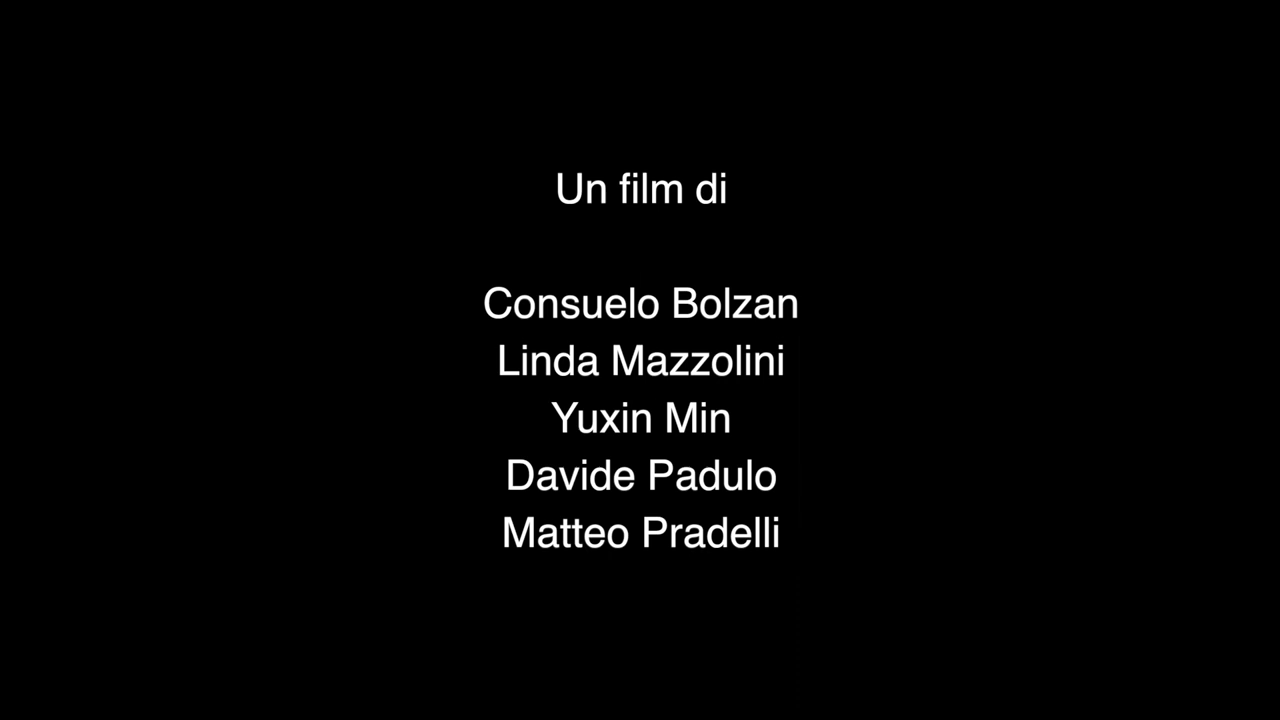 Un film di
Consuelo Bolzan
Linda Mazzolini
Yuxin Min
Davide Padulo
Matteo Pradelli